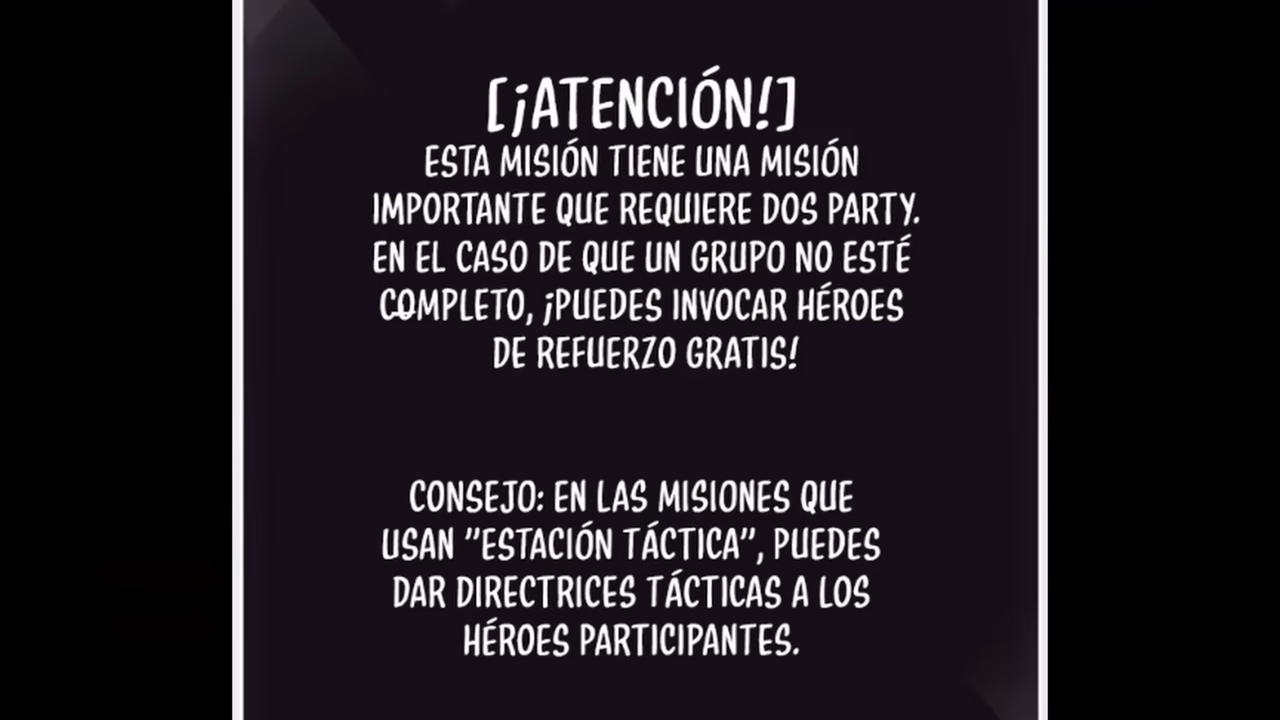 [¡ATENCIÓN!]
ESTA MISIÓN TIENE UNA MISIÓN
IMPORTANTE QUE REQUIERE DOS PARTY.
EN EL CASO DE QUE UN GRUPO NO ESTÉ
COMPLETO, ¡PUEDES INVOCAR HÉROES
DE REFUERZO GRATIS!
CONSEJO: EN LAS MISIONES QUE
USAN "ESTACIÓN TÁCTICA", PUEDES
DAR DIRECTRICES TÁCTICAS A LOS
HÉROES PARTICIPANTES.